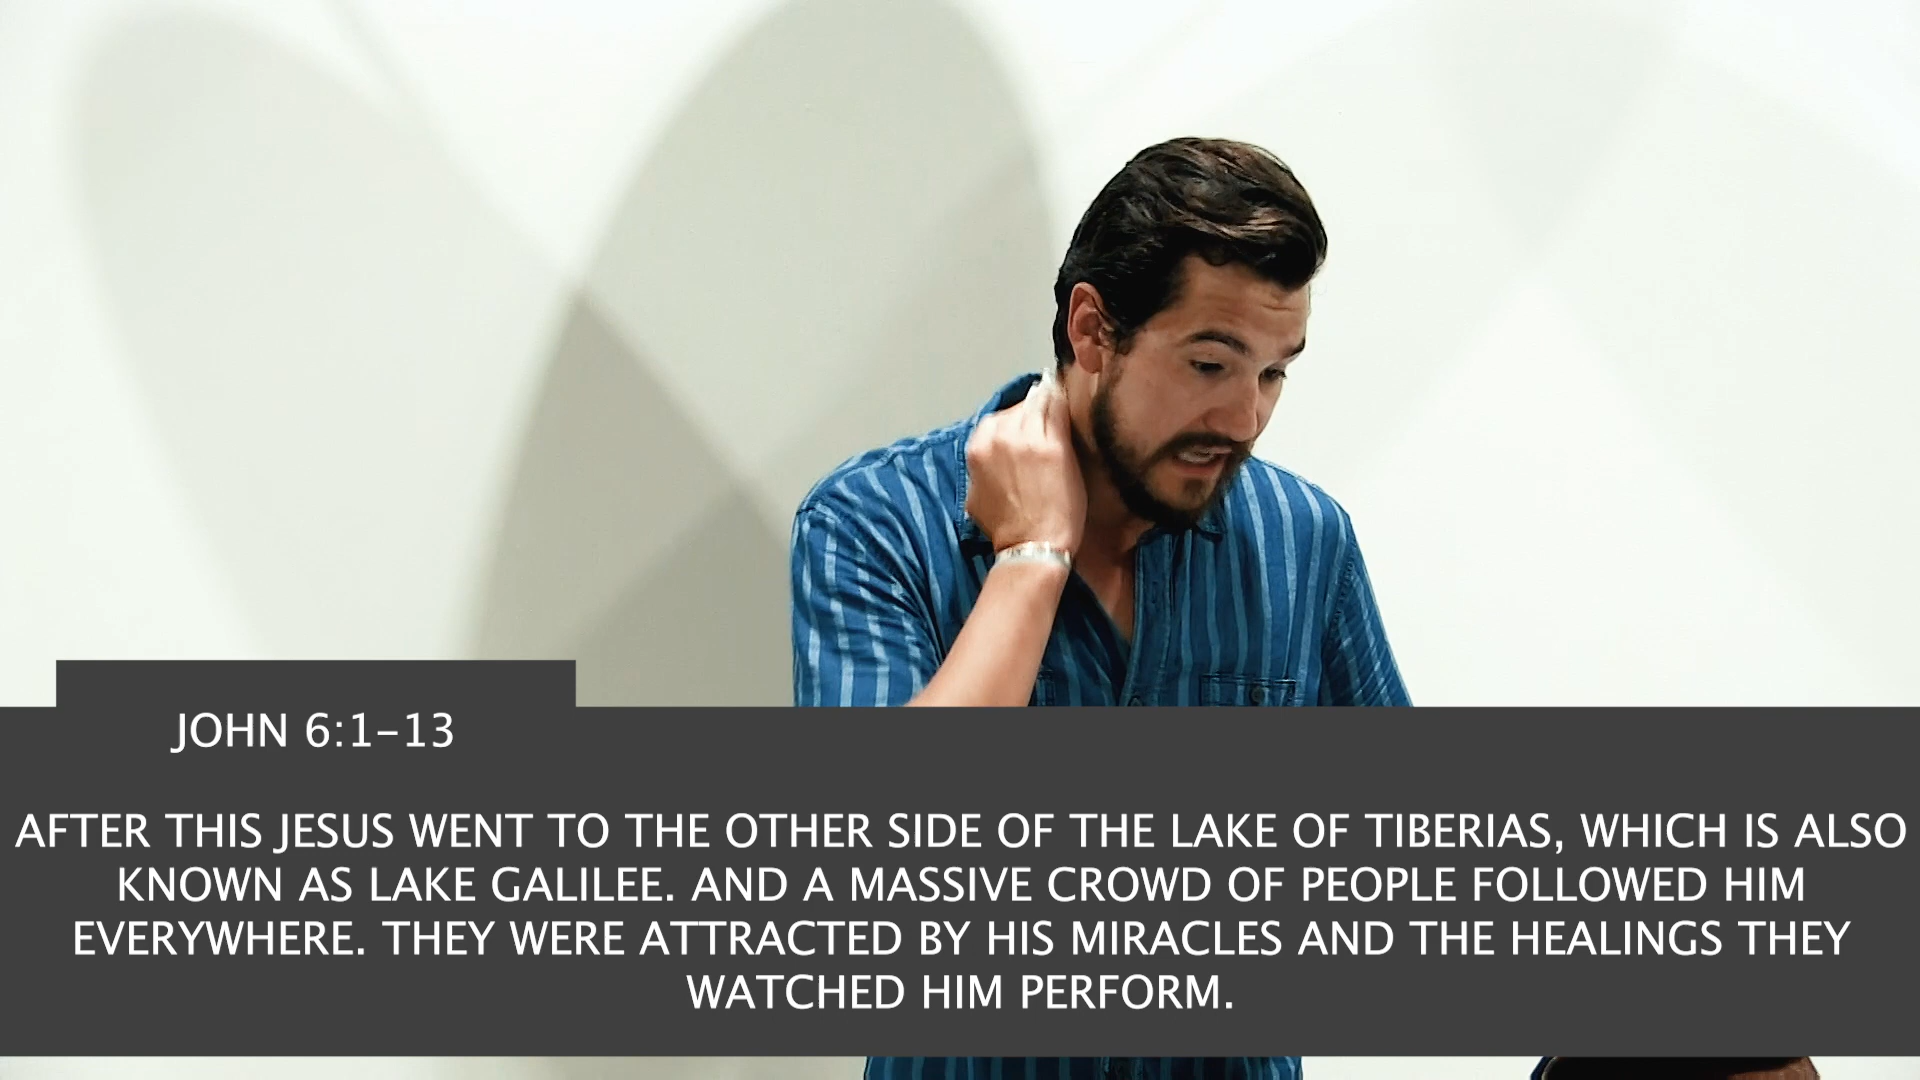 JOHN 6:1–13
AFTER THIS JESUS WENT TO THE OTHER SIDE OF THE LAKE OF TIBERIAS, WHICH IS ALSO
KNOWN AS LAKE GALILEE. AND A MASSIVE CROWD OF PEOPLE FOLLOWED HIM
EVERYWHERE. THEY WERE ATTRACTED BY HIS MIRACLES AND THE HEALINGS THEY
WATCHED HIM PERFORM.